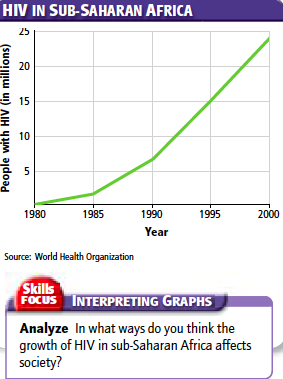 HIV IN SUB-SAHARAN AFRICA
People with HIV (in millions)
25
20
15
10
5
1980 1985 1990 1995 2000
Year
Source: World Health Organization
Skills
FOCUS
INTERPRETING GRAPHS
Analyze In what ways do you think the
growth of HIV in sub-Saharan Africa affects
society?